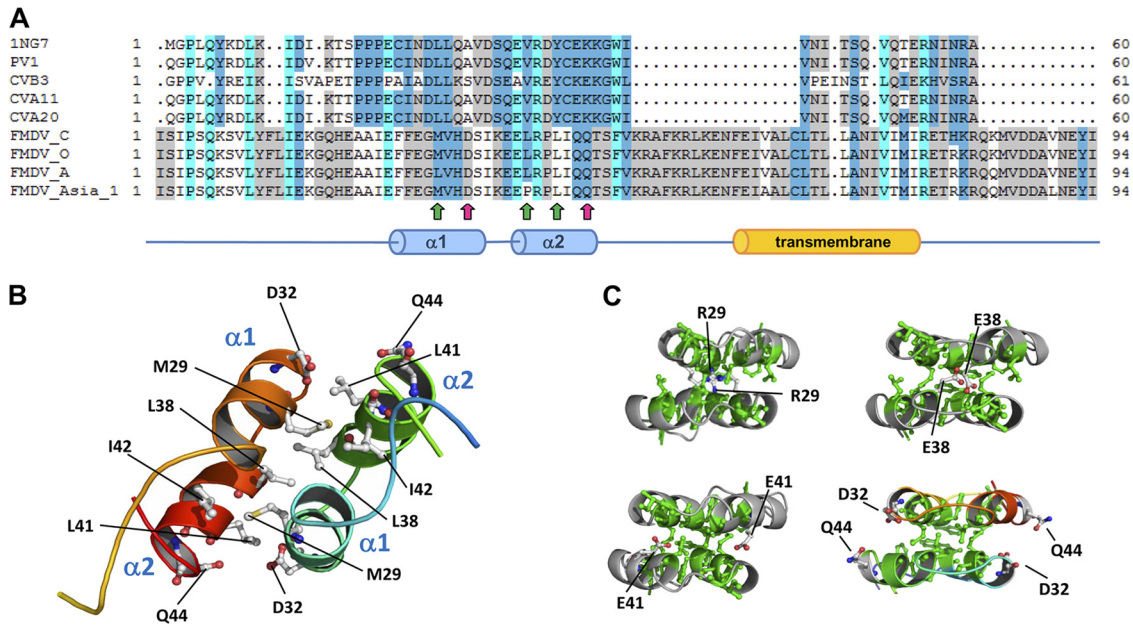 A
1NG7 1 .MGPLQYKDLK..IDI.KTSPPPECINDLLQAVDSQEVRDYCEKKGWI.................VNI.TSQ.VQTERNINRA............ 60
PV1 1 .QGPLQYKDLK..IDV.KTSPPPECINDLLQAVDSQEVRDYCEKKGWI.................VNI.TSQ.VQTERNINRA............ 60
CVB3 1 .GPPV.YREIK..ISVAPETPPPPAIADLLKSVDSEAVREYCKEKGWL.................VPEINST.LQIEKHVSRA............ 61
CVA11 1 .QGPLQYKDLK..IDI.KTSPPPECINDLLQAVDSQEVRDYCEKKGWI.................VNI.TSQ.VQTERNINRA............ 60
CVA20 1 .QGPLQYKDLK..IDI.KTSPPPECINDLLQAVDSQEVRDYCEKKGWI.................VNI.TSQ.VQMERNINRA............ 60
FMDV_C 1 ISIPSQKSVLYFLIEKGQHEAAIEFFEGMVHDSIKEELRPLIQQTSFVKRAFKRLKENFEIVALCLTL.LANIVIMIRETHKRQKMVDDAVNEYI 94
FMDV_O 1 ISIPSQKSVLYFLIEKGQHEAAIEFFEGMVHDSIKEELRPLIQQTSFVKRAFKRLKENFEIVALCLTL.LANIVIMIRETRKRQKMVDDAVNEYI 94
FMDV_A 1 ISIPSQKSVLYFLIEKGQHEAAIEFFEGMVHDSIKEELRPLIQQTSFVKRAFKRLKENFEIVALCLTL.LANIVIMIRETRKRQQMVDDAVNEYI 94
FMDV_Asia_1 1 ISIPSQKSVLYFLIEKGQHEAAIEFFEGMVHDSIKEEPRPLIQQTSFVKRAFKRLKENFEIVALCLTL.LANIVIMIRETRKRQQMVDDALNEYI 94
α1 α2 transmembrane
B
D32
Q44
α1
L41
α2
M29
L38
I42
I42
L41
L38
α1
α2
M29
Q44
D32
C
R29
R29
E38
E38
E41
E41
D32
Q44
Q44
D32